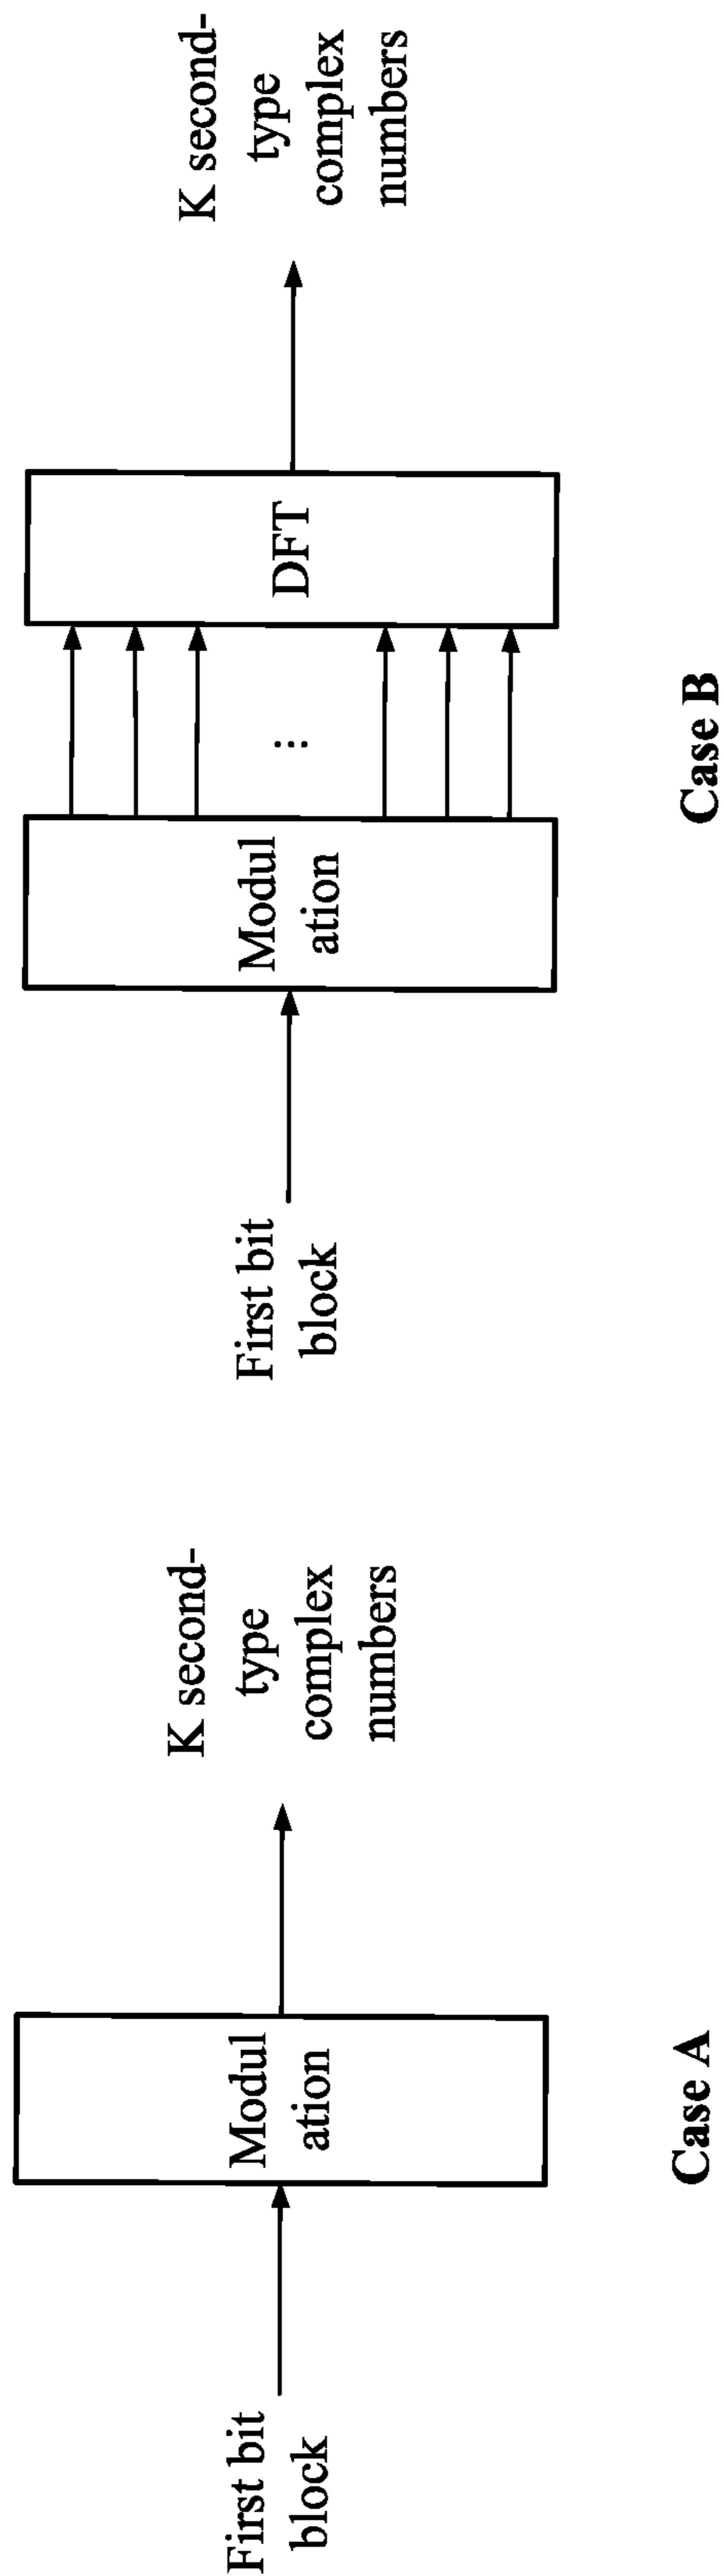 First bit
block
Modul
ation
K second-
type
complex
numbers
Case A
First bit
block
Modul
ation
...
DFT
K second-
type
complex
numbers
Case B